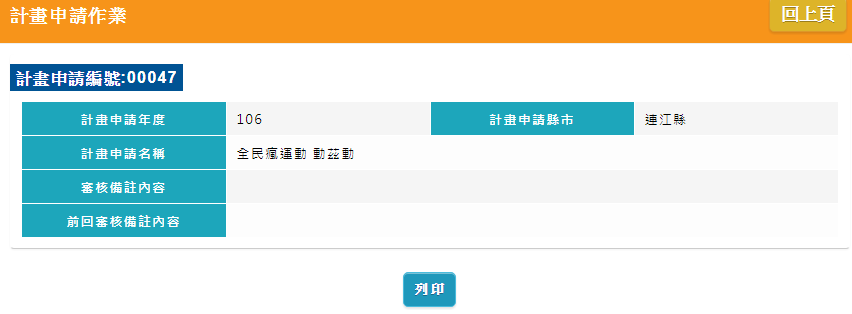 計畫申請作業 回上頁
計畫申請編號:00047
計畫申請年度 106 計畫申請縣市 連江縣
計畫申請名稱 全民瘋運動 動茲動
審核備註內容
前回審核備註內容
列印